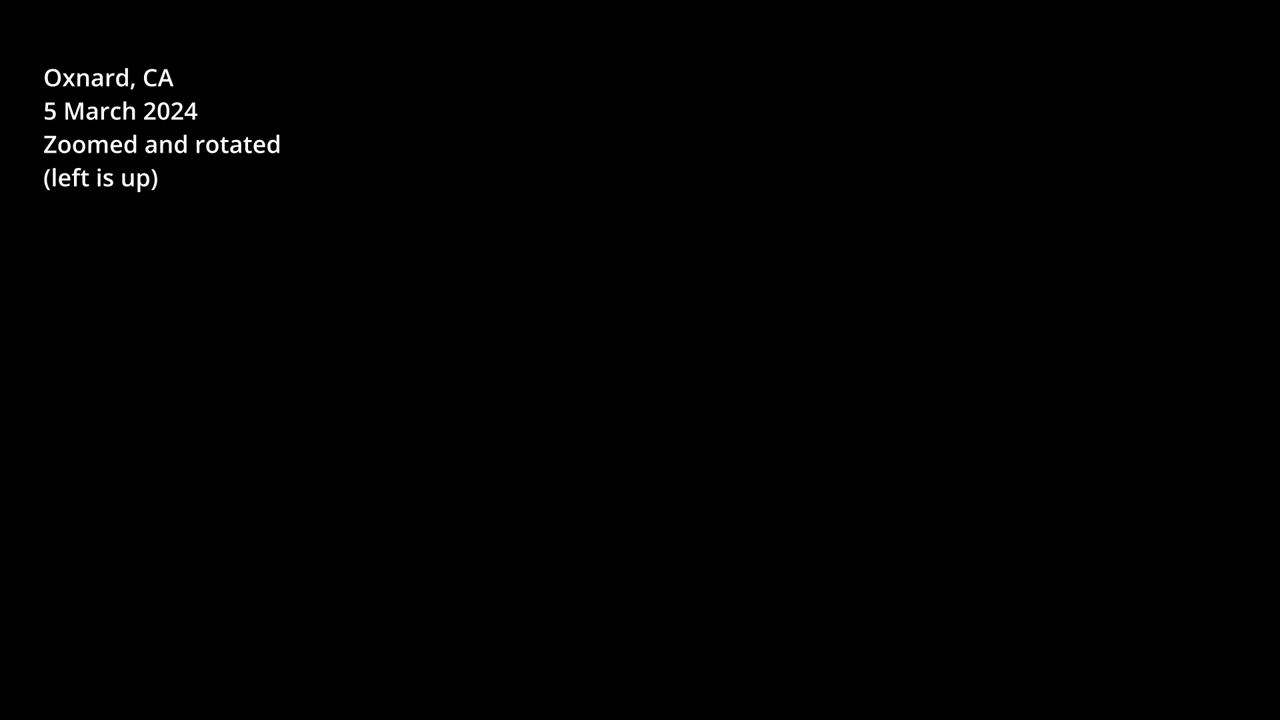 Oxnard, CA
5 March 2024
Zoomed and rotated
(left is up)